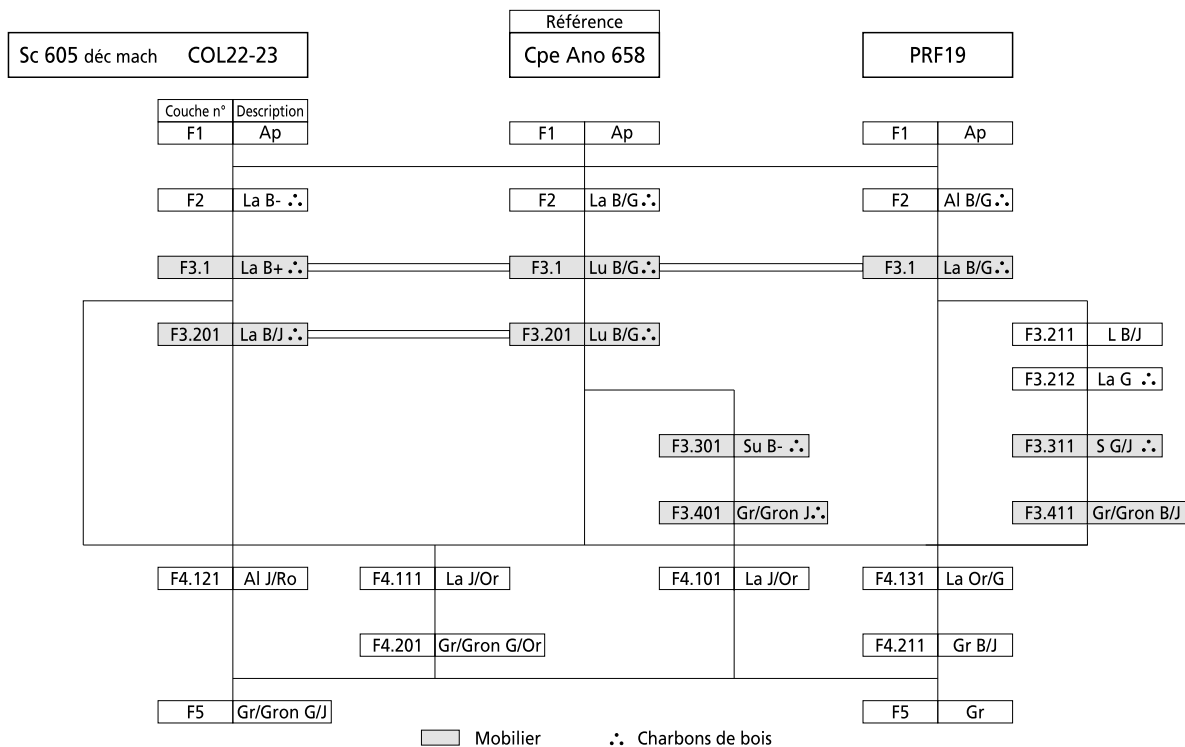 Référence
Sc 605 déc mach COL22-23 Cpe Ano 658 PRF19
Couche n° Description
F1 Ap F1 Ap F1 Ap
F2 La B- ∴ F2 La B/G ∴ F2 Al B/G ∴
F3.1 La B+ ∴ F3.1 Lu B/G ∴ F3.1 La B/G ∴
F3.201 La B/J ∴ F3.201 Lu B/G ∴ F3.211 L B/J
F3.212 La G ∴
F3.301 Su B- ∴ F3.311 S G/J ∴
F3.401 Gr/Gron J ∴ F3.411 Gr/Gron B/J
F4.121 Al J/Ro F4.111 La J/Or F4.101 La J/Or F4.131 La Or/G
F4.201 Gr/Gron G/Or F4.211 Gr B/J
F5 Gr/Gron G/J F5 Gr
Mobilier ∴ Charbons de bois